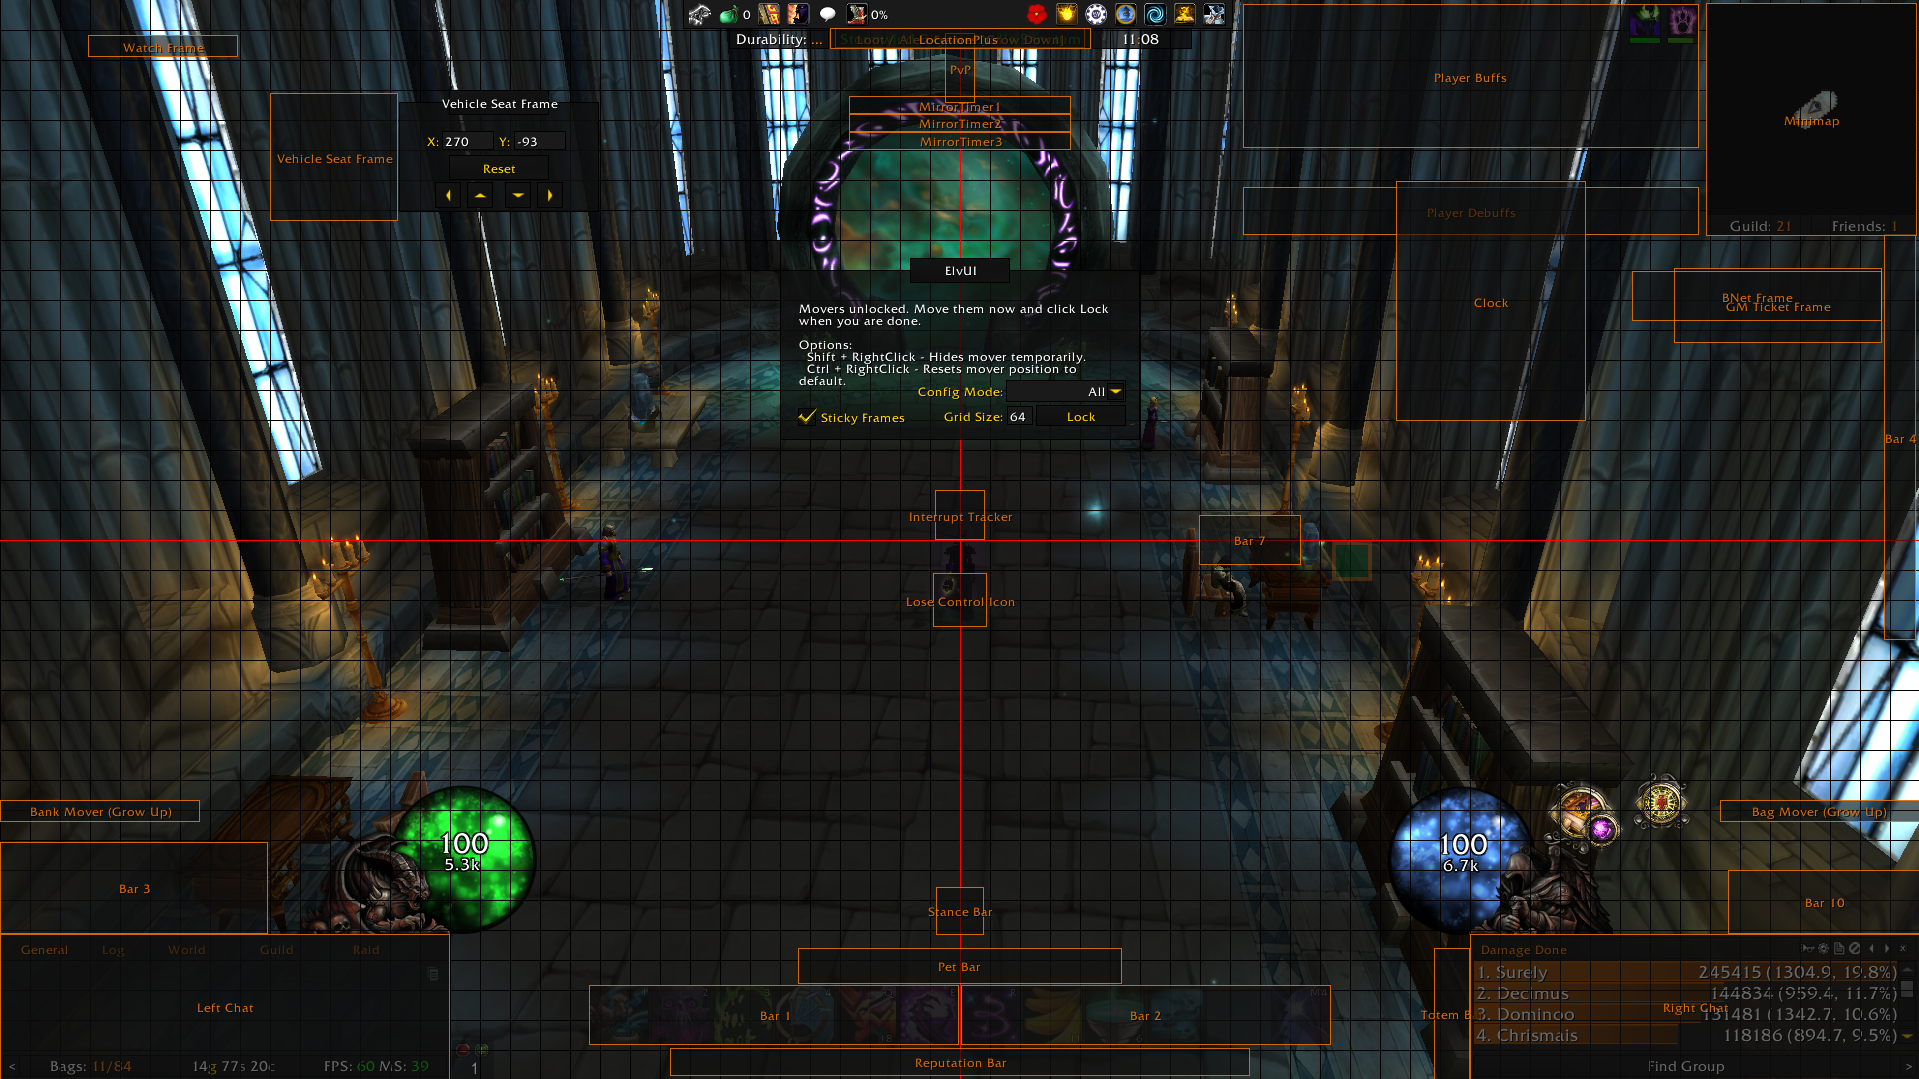 0
0%
Durability: ...
LocationPlus
11:08
Watch Frame
PvP
Player Buffs
Vehicle Seat Frame
MirrorTimer1
MirrorTimer2
MirrorTimer3
Minimap
X: 270 Y: -93
Reset
Vehicle Seat Frame
Player Debuffs
Guild: 21
Friends: 1
ElvUI
Movers unlocked. Move them now and click Lock
when you are done.
Options:
Shift + RightClick - Hides mover temporarily.
Ctrl + RightClick - Resets mover position to
default.
Config Mode: All
Sticky Frames
Grid Size: 64
Lock
Clock
BNet Frame
GM Ticket Frame
Bar 4
Interrupt Tracker
Bar 7
Lose Control Icon
Bank Mover (Grow Up)
Bag Mover (Grow Up)
100
5.3k
100
6.7k
Bar 3
Stance Bar
Bar 10
General Log World Guild Raid
Damage Done
Pet Bar
1. Surely 245415 (1304.9, 19.8%)
2. Decimus 144834 (959.4, 11.7%)
3. Dominoo 131481 (1342.7, 10.6%)
4. Chrismais 118186 (894.7, 9.5%)
Left Chat
Bar 1
Bar 2
Totem
Right Chat
Reputation Bar
< Bags: 11/84 14g 77s 20c FPS: 60 MS: 39
1
Find Group >